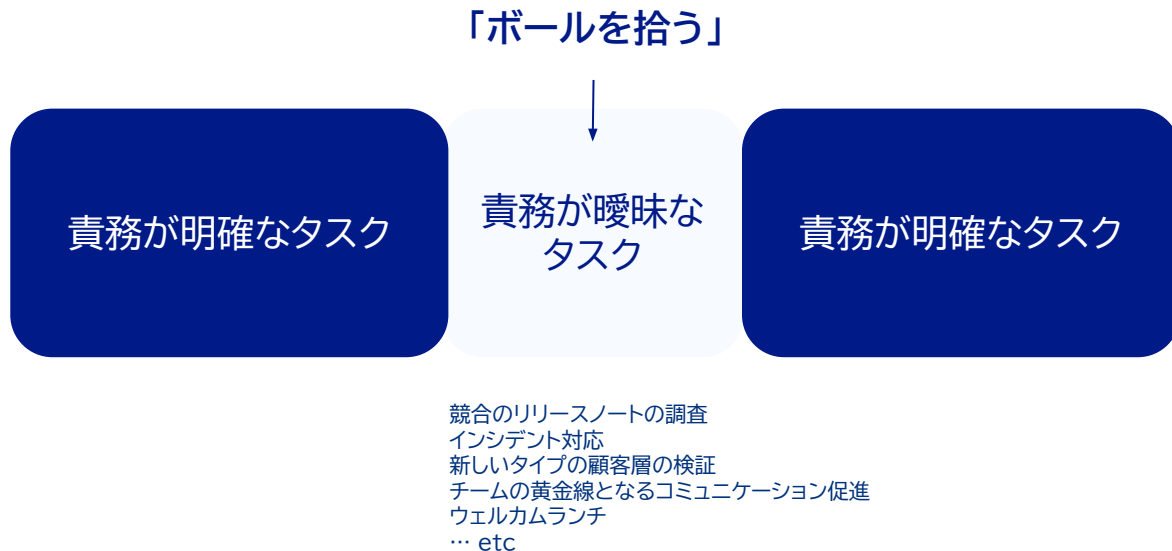 「ボールを拾う」
責務が明確なタスク
責務が曖昧な
タスク
責務が明確なタスク
競合のリリースノートの調査
インシデント対応
新しいタイプの顧客層の検証
チームの黄金線となるコミュニケーション促進
ウェルカムランチ
… etc